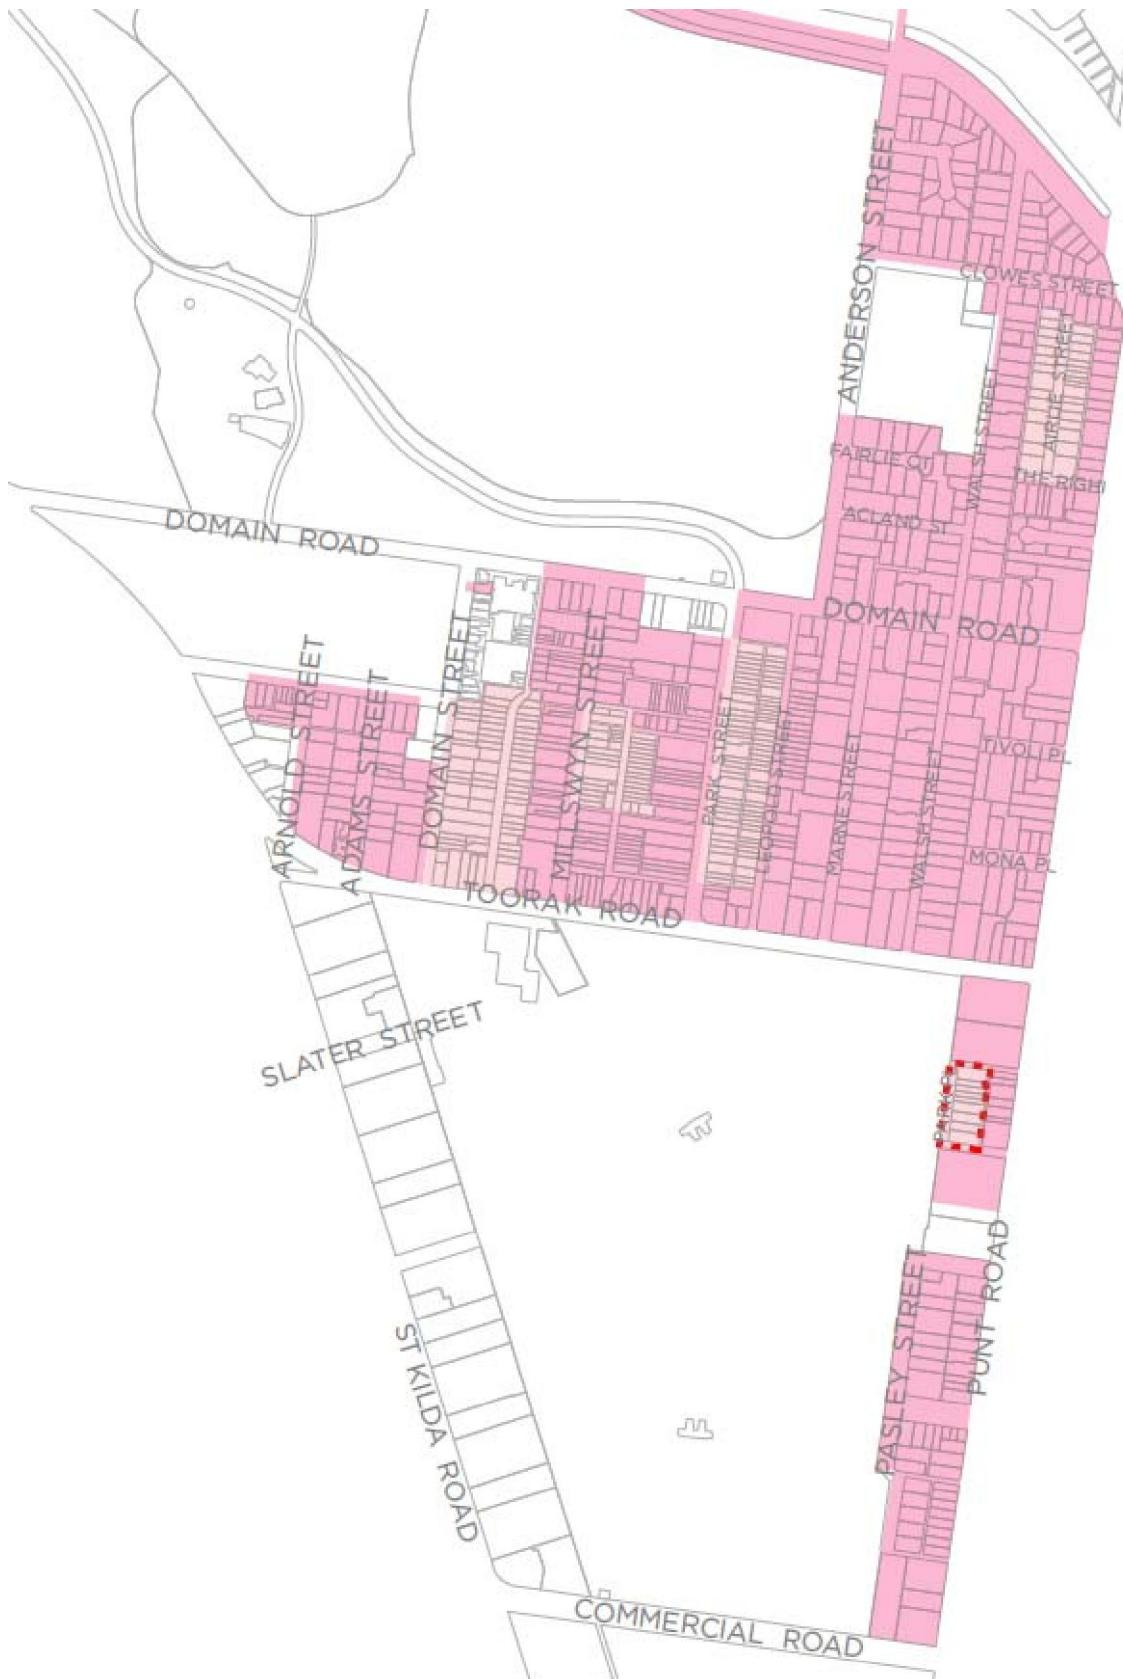 ANDERSON STREET
CLOWES STREET
AIRLIE STREET
WALSH STREET
FAIRLIE CT
THE RIGHI
ACLAND ST
DOMAIN ROAD
DOMAIN ROAD
ARNOLD STREET
ADAMS STREET
DOMAIN STREET
MILLSWYN STREET
PARK STREET
LEOPOLD STREET
MARNE STREET
WALSH STREET
TIVOLI PL
MONA PL
TOORAK ROAD
SLATER STREET
PARK PL
PASLEY STREET
PUNT ROAD
ST KILDA ROAD
COMMERCIAL ROAD